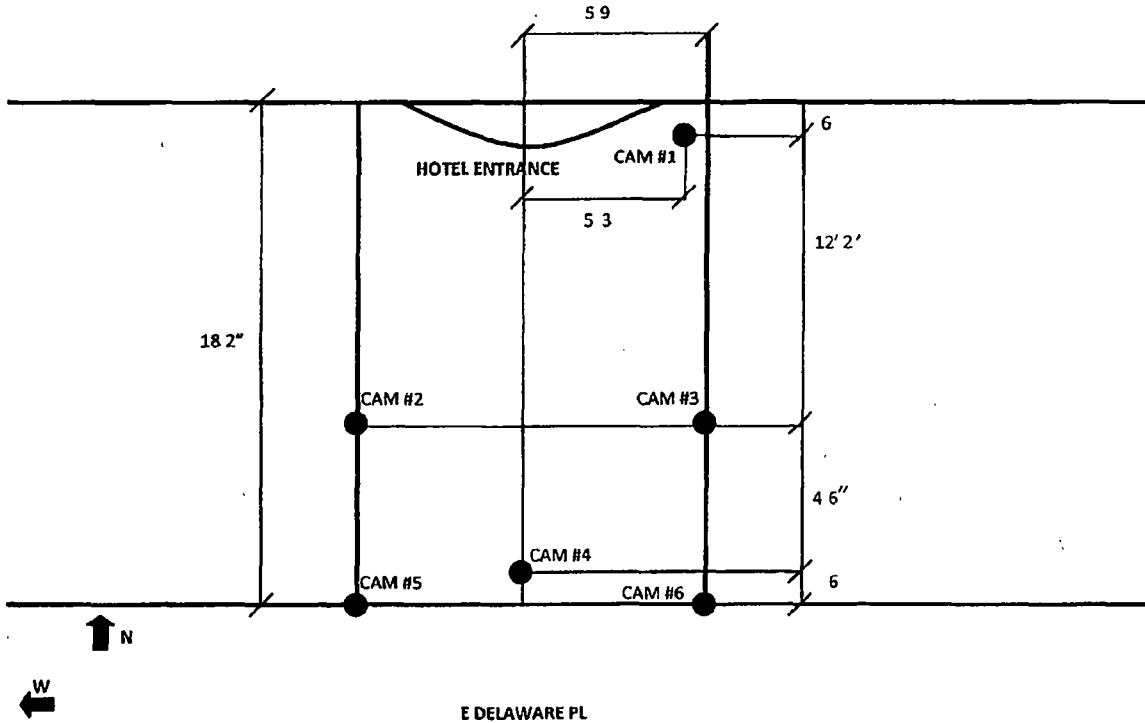 5 9
6
CAM #1
HOTEL ENTRANCE
5 3
12' 2'
18 2"
CAM #2
CAM #3
4 6"
CAM #4
CAM #5
CAM #6
6
N
W
E DELAWARE PL